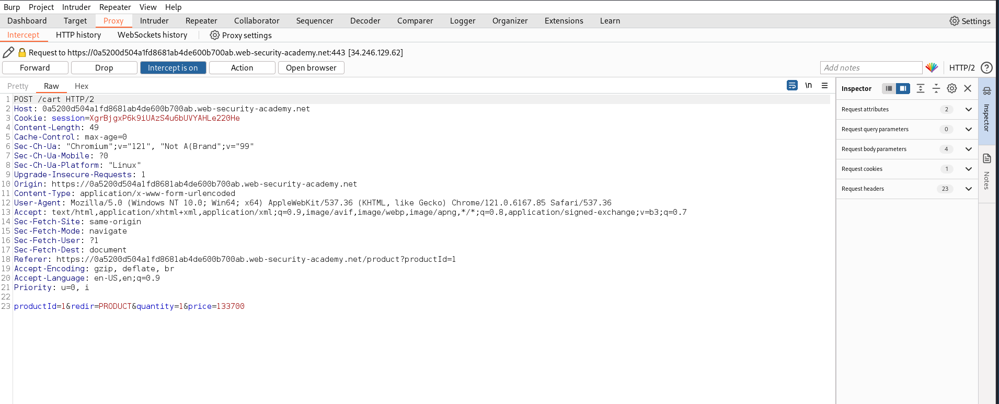 Burp Project Intruder Repeater View Help
Dashboard Target Proxy Intruder Repeater Collaborator Sequencer Decoder Comparer Logger Organizer Extensions Learn Settings
Intercept HTTP history WebSockets history Proxy settings
Request to https://0a5200d504a1fd8681ab4de600b700ab.web-security-academy.net:443 [34.246.129.62]
Forward Drop Intercept is on Action Open browser Add notes HTTP/2 ?
Pretty Raw Hex \n
1 POST /cart HTTP/2
2 Host: 0a5200d504a1fd8681ab4de600b700ab.web-security-academy.net
3 Cookie: session=XgrBjgxP6k9iUAzS4u6bUVYAHLe220He
4 Content-Length: 49
5 Cache-Control: max-age=0
6 Sec-Ch-Ua: "Chromium";v="121", "Not A(Brand";v="99"
7 Sec-Ch-Ua-Mobile: ?0
8 Sec-Ch-Ua-Platform: "Linux"
9 Upgrade-Insecure-Requests: 1
10 Origin: https://0a5200d504a1fd8681ab4de600b700ab.web-security-academy.net
11 Content-Type: application/x-www-form-urlencoded
12 User-Agent: Mozilla/5.0 (Windows NT 10.0; Win64; x64) AppleWebKit/537.36 (KHTML, like Gecko) Chrome/121.0.6167.85 Safari/537.36
13 Accept: text/html,application/xhtml+xml,application/xml;q=0.9,image/avif,image/webp,image/apng,*/*;q=0.8,application/signed-exchange;v=b3;q=0.7
14 Sec-Fetch-Site: same-origin
15 Sec-Fetch-Mode: navigate
16 Sec-Fetch-User: ?1
17 Sec-Fetch-Dest: document
18 Referer: https://0a5200d504a1fd8681ab4de600b700ab.web-security-academy.net/product?productId=1
19 Accept-Encoding: gzip, deflate, br
20 Accept-Language: en-US,en;q=0.9
21 Priority: u=0, i
22
23 productId=1&redir=PRODUCT&quantity=1&price=133700
Inspector
Request attributes 2
Request query parameters 0
Request body parameters 4
Request cookies 1
Request headers 23
Inspector
Notes